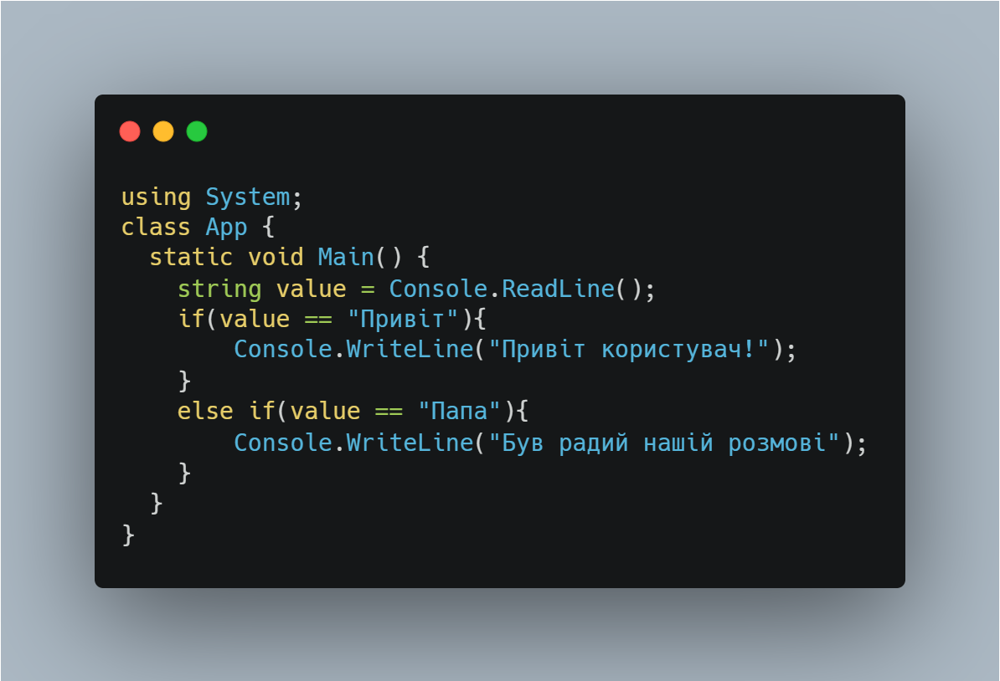 using System;
class App {
  static void Main() {
    string value = Console.ReadLine();
    if(value == "Привіт"){
        Console.WriteLine("Привіт користувач!");
    }
    else if(value == "Папа"){
        Console.WriteLine("Був радий нашій розмові");
    }
  }
}